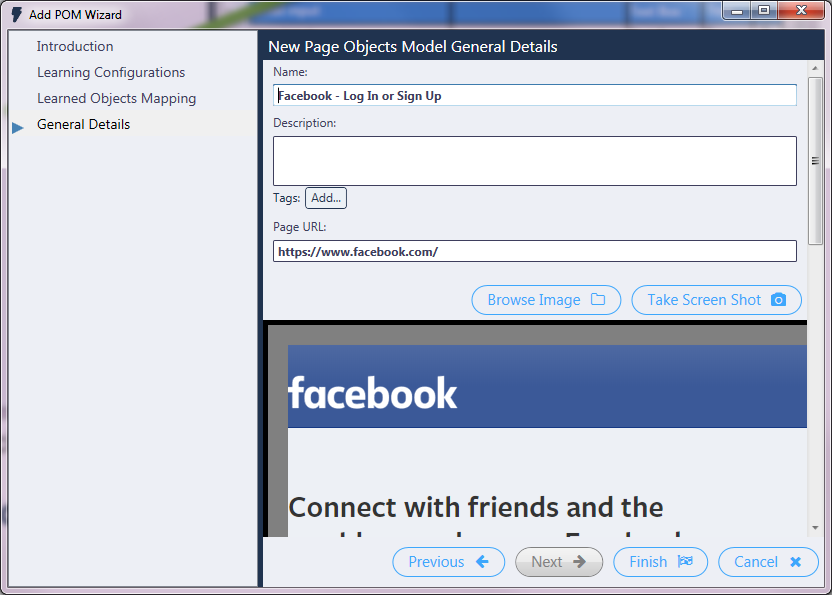 Add POM Wizard
Introduction
Learning Configurations
Learned Objects Mapping
General Details
New Page Objects Model General Details
Name:
Facebook - Log In or Sign Up
Description:
Tags: Add...
Page URL:
https://www.facebook.com/
Browse Image Take Screen Shot
facebook
Connect with friends and the
Previous Next Finish Cancel